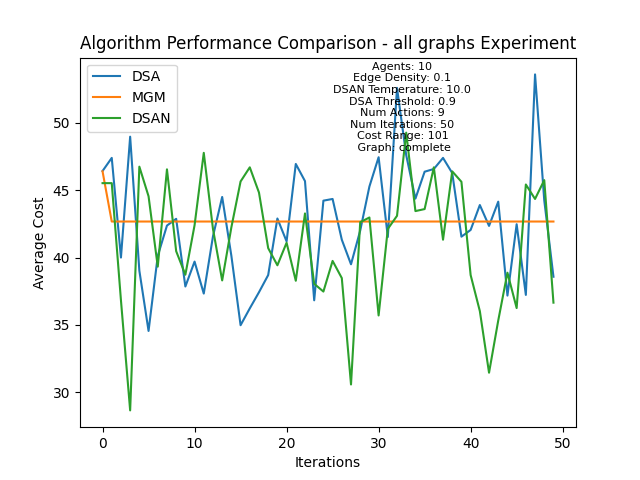 Algorithm Performance Comparison - all graphs Experiment
DSA
MGM
DSAN
Agents: 10
Edge Density: 0.1
DSAN Temperature: 10.0
DSA Threshold: 0.9
Num Actions: 9
Num Iterations: 50
Cost Range: 101
Graph: complete
Average Cost
50
45
40
35
30
0
10
20
30
40
50
Iterations